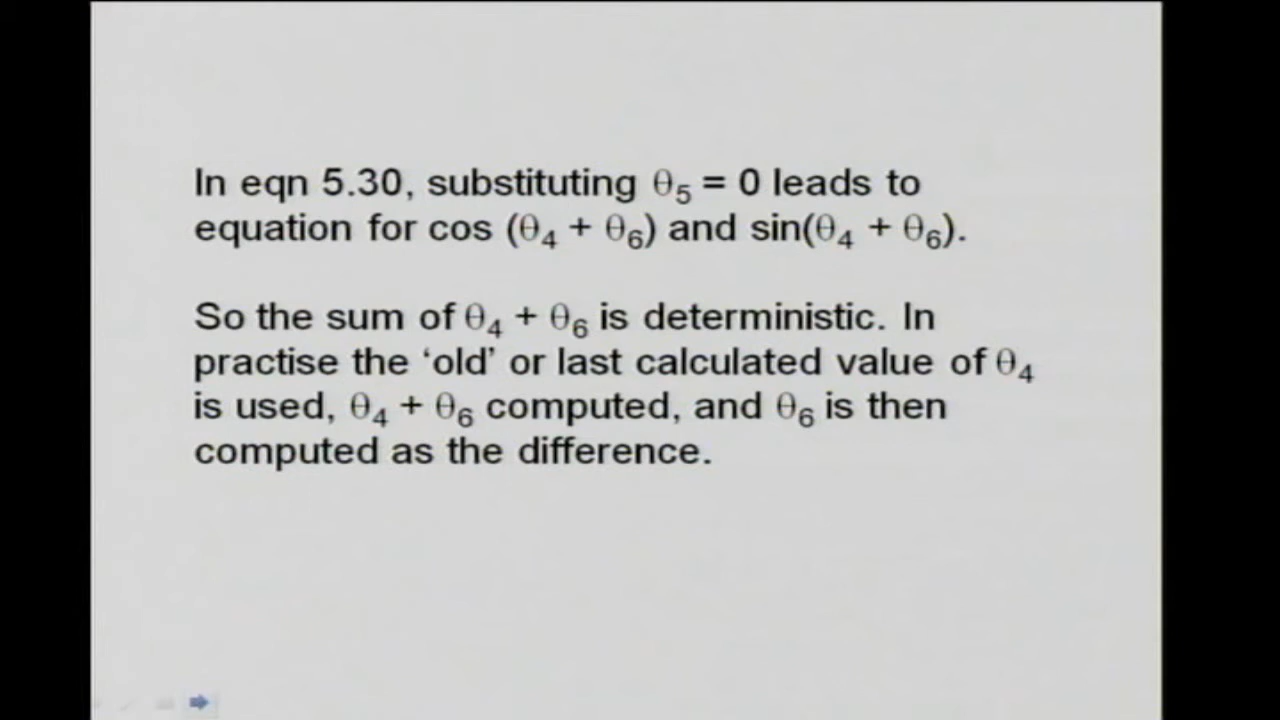 In eqn 5.30, substituting θ₅ = 0 leads to
equation for cos (θ₄ + θ₆) and sin(θ₄ + θ₆).
So the sum of θ₄ + θ₆ is deterministic. In
practise the ‘old’ or last calculated value of θ₄
is used, θ₄ + θ₆ computed, and θ₆ is then
computed as the difference.